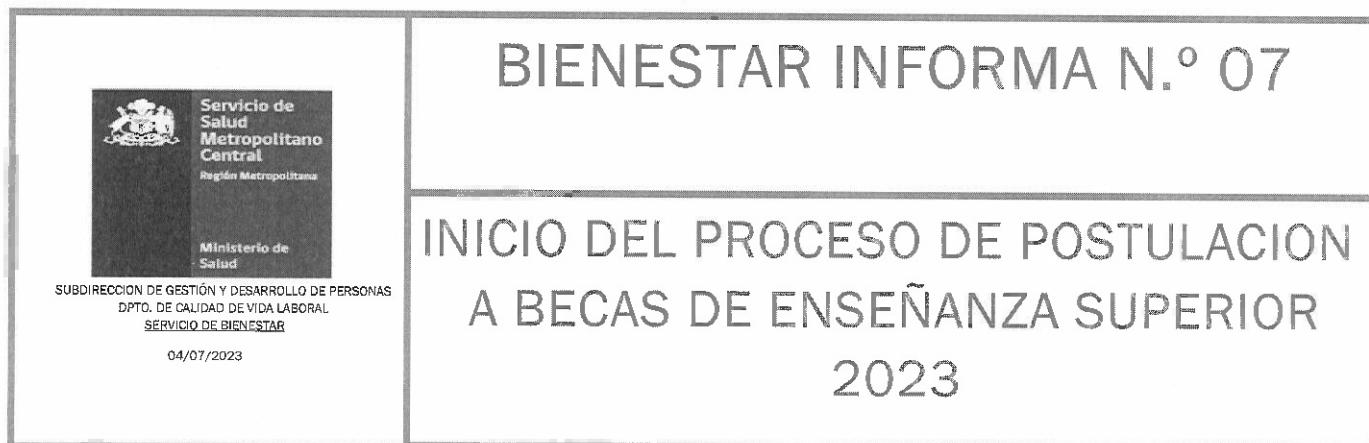 Servicio de
Salud
Metropolitano
Central
Región Metropolitana
Ministerio de
Salud
SUBDIRECCION DE GESTIÓN Y DESARROLLO DE PERSONAS
DPTO. DE CALIDAD DE VIDA LABORAL
SERVICIO DE BIENESTAR
04/07/2023
BIENESTAR INFORMA N.º 07
INICIO DEL PROCESO DE POSTULACION
A BECAS DE ENSEÑANZA SUPERIOR
2023